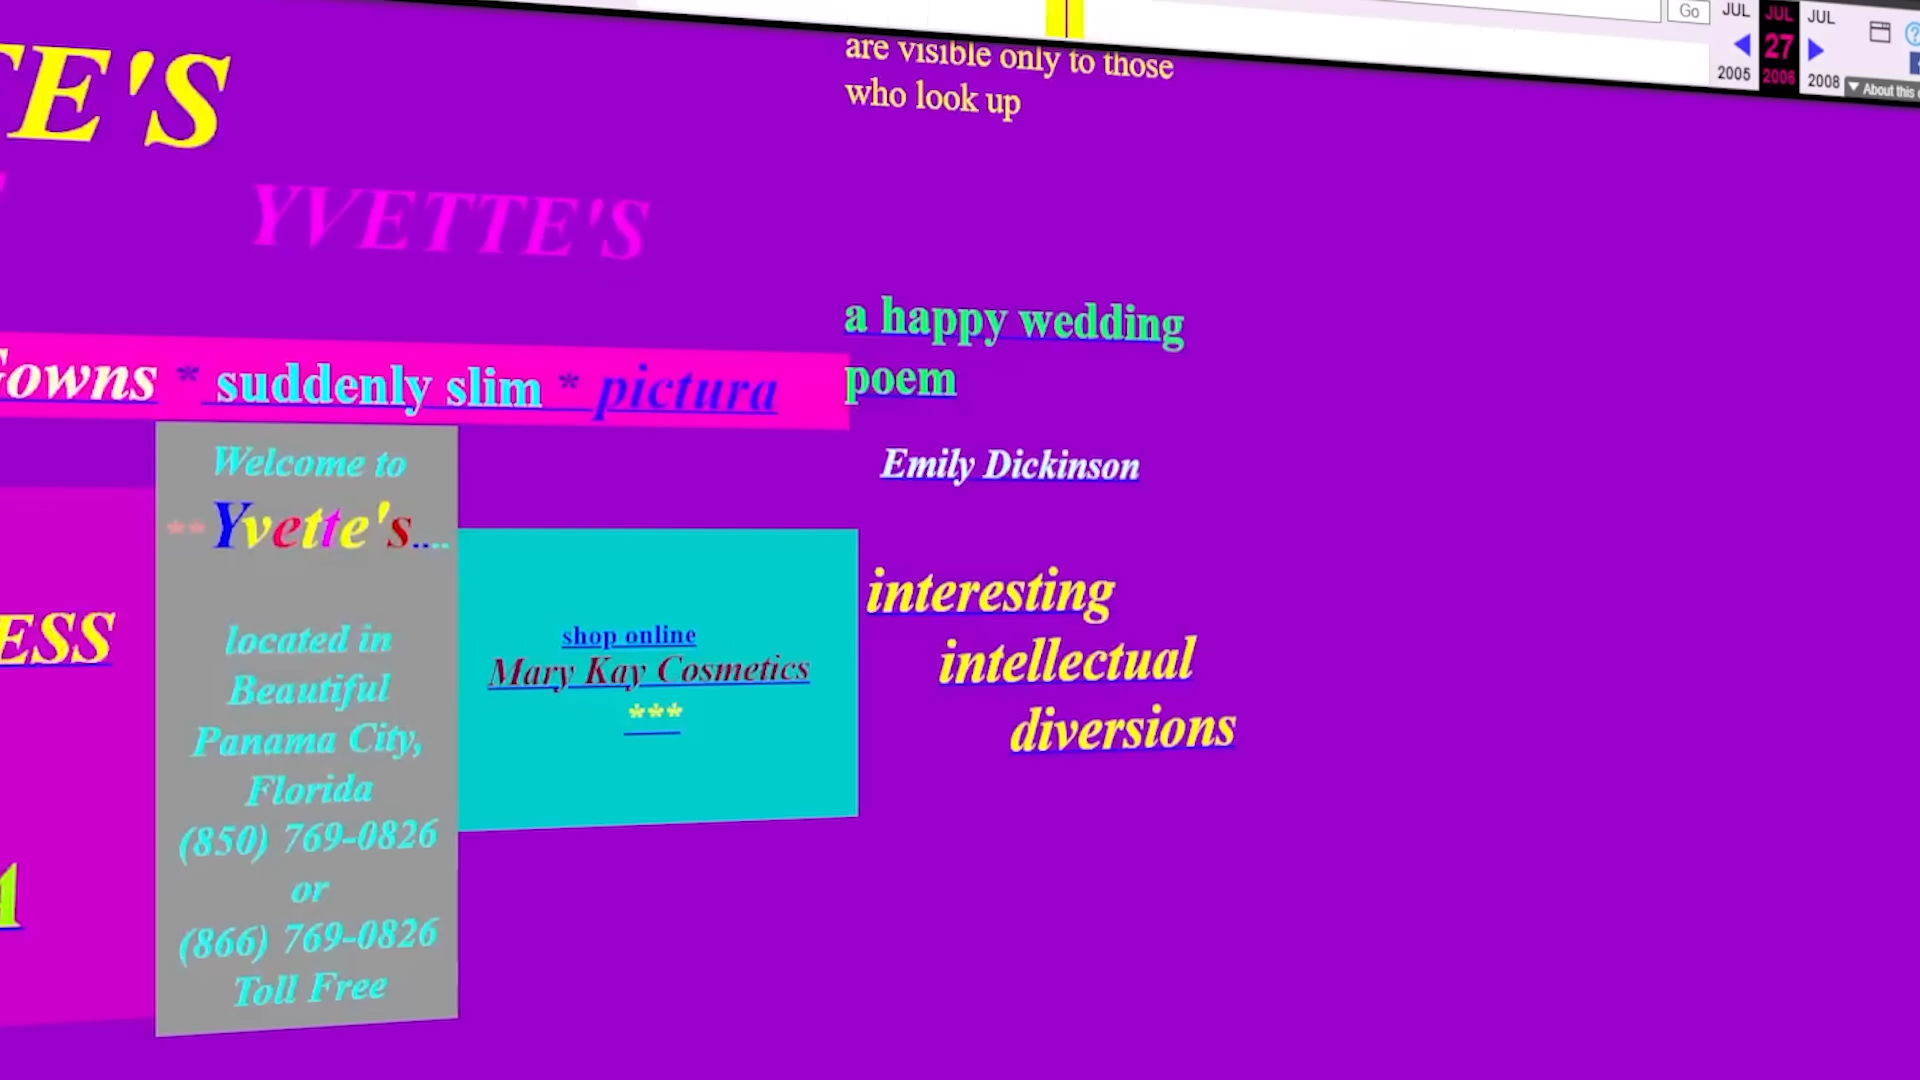 Go
JUL
JUL
JUL
27
2005
2006
2008
About this
are visible only to those
who look up
TE'S
YVETTE'S
Gowns * suddenly slim * pictura
a happy wedding
poem
Emily Dickinson
Welcome to
**Yvette's....
located in
Beautiful
Panama City,
Florida
(850) 769-0826
or
(866) 769-0826
Toll Free
ESS
shop online
Mary Kay Cosmetics
***
interesting
intellectual
diversions